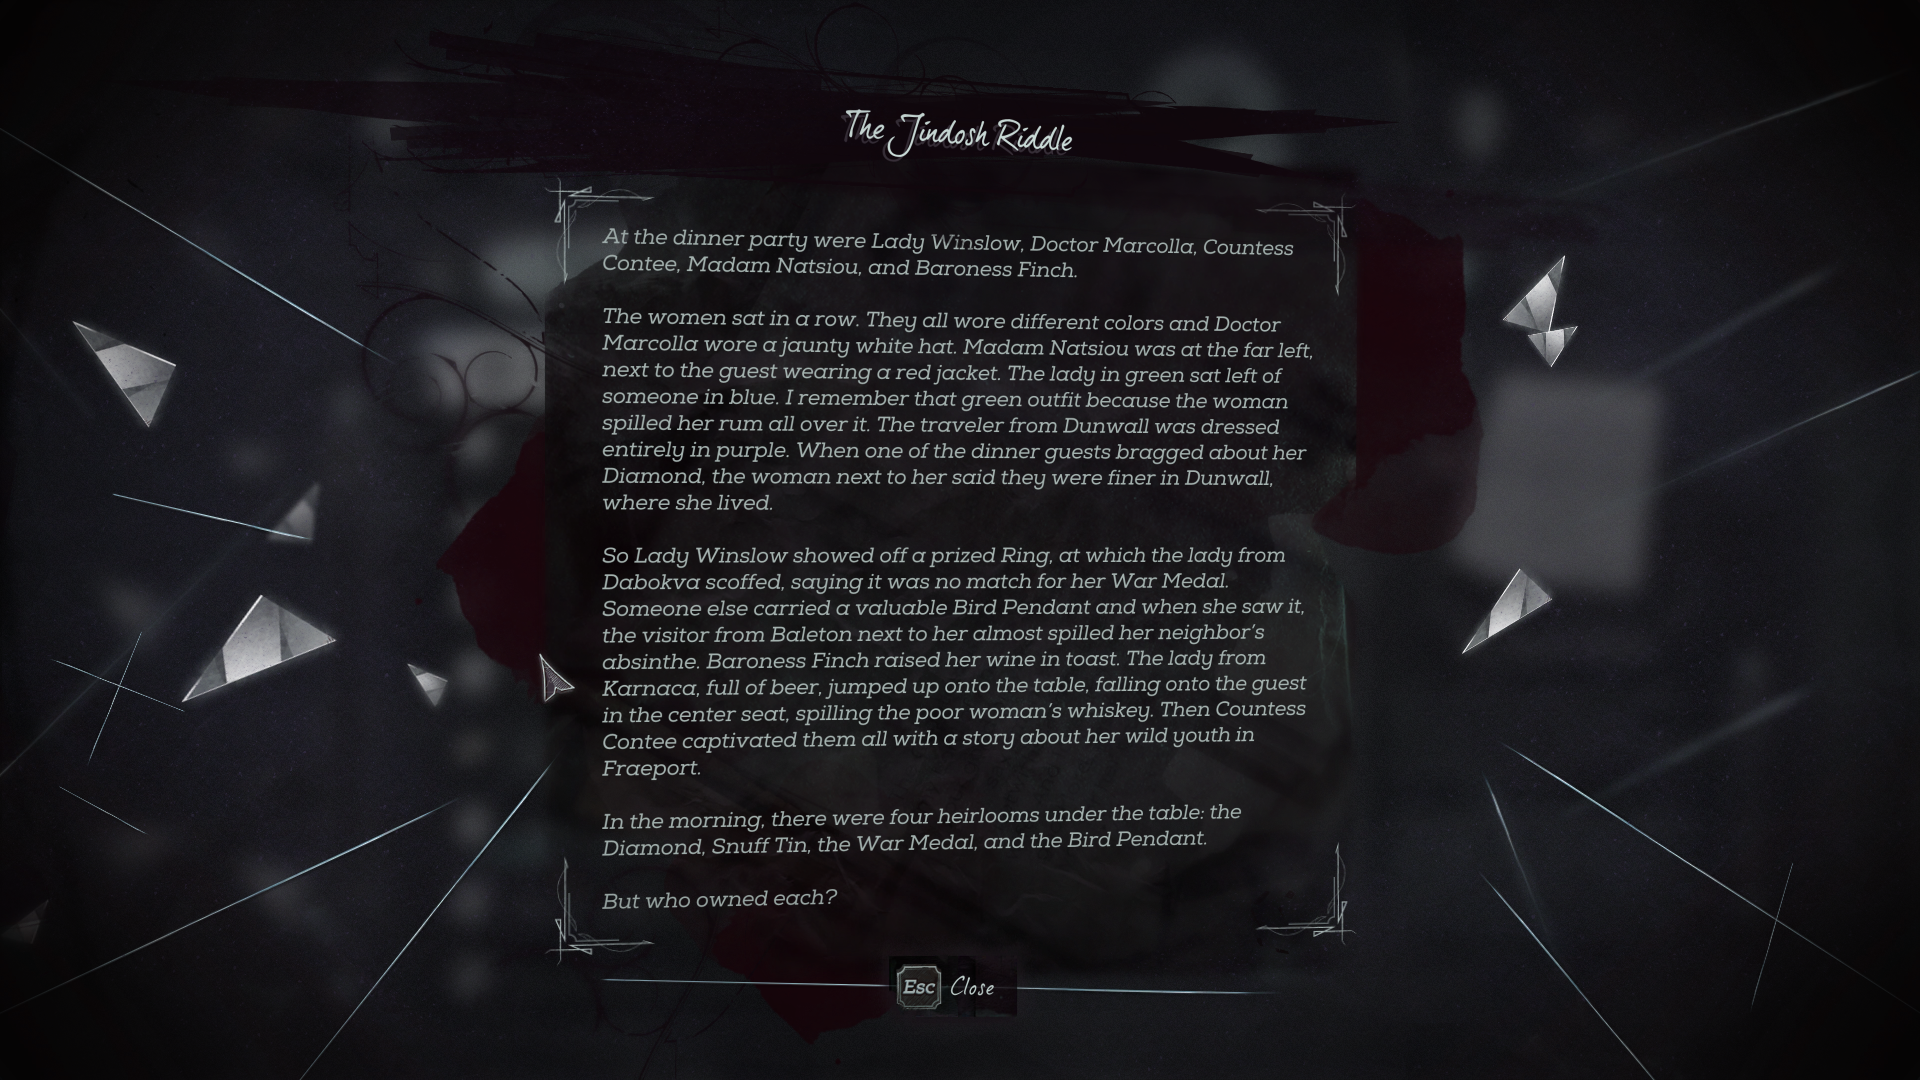 The Jindosh Riddle
At the dinner party were Lady Winslow, Doctor Marcolla, Countess
Contee, Madam Natsiou, and Baroness Finch.
The women sat in a row. They all wore different colors and Doctor
Marcolla wore a jaunty white hat. Madam Natsiou was at the far left,
next to the guest wearing a red jacket. The lady in green sat left of
someone in blue. I remember that green outfit because the woman
spilled her rum all over it. The traveler from Dunwall was dressed
entirely in purple. When one of the dinner guests bragged about her
Diamond, the woman next to her said they were finer in Dunwall,
where she lived.
So Lady Winslow showed off a prized Ring, at which the lady from
Dabokva scoffed, saying it was no match for her War Medal.
Someone else carried a valuable Bird Pendant and when she saw it,
the visitor from Baleton next to her almost spilled her neighbor's
absinthe. Baroness Finch raised her wine in toast. The lady from
Karnaca, full of beer, jumped up onto the table, falling onto the guest
in the center seat, spilling the poor woman's whiskey. Then Countess
Contee captivated them all with a story about her wild youth in
Fraeport.
In the morning, there were four heirlooms under the table: the
Diamond, Snuff Tin, the War Medal, and the Bird Pendant.
But who owned each?
Esc Close